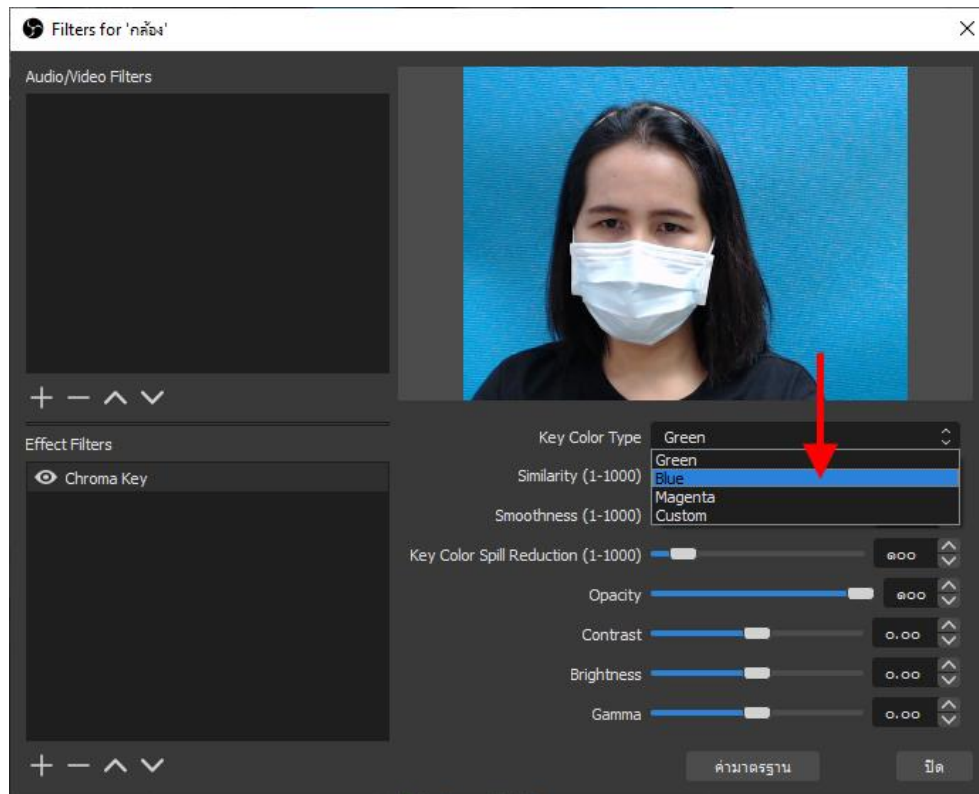 Filters for 'กล้อง'
Audio/Video Filters
Effect Filters
Chroma Key
Key Color Type Green
Green
Blue
Magenta
Custom
Similarity (1-1000)
Smoothness (1-1000)
Key Color Spill Reduction (1-1000) ๑๐๐
Opacity ๑๐๐
Contrast ๐.๐๐
Brightness ๐.๐๐
Gamma ๐.๐๐
ค่ามาตรฐาน ปิด